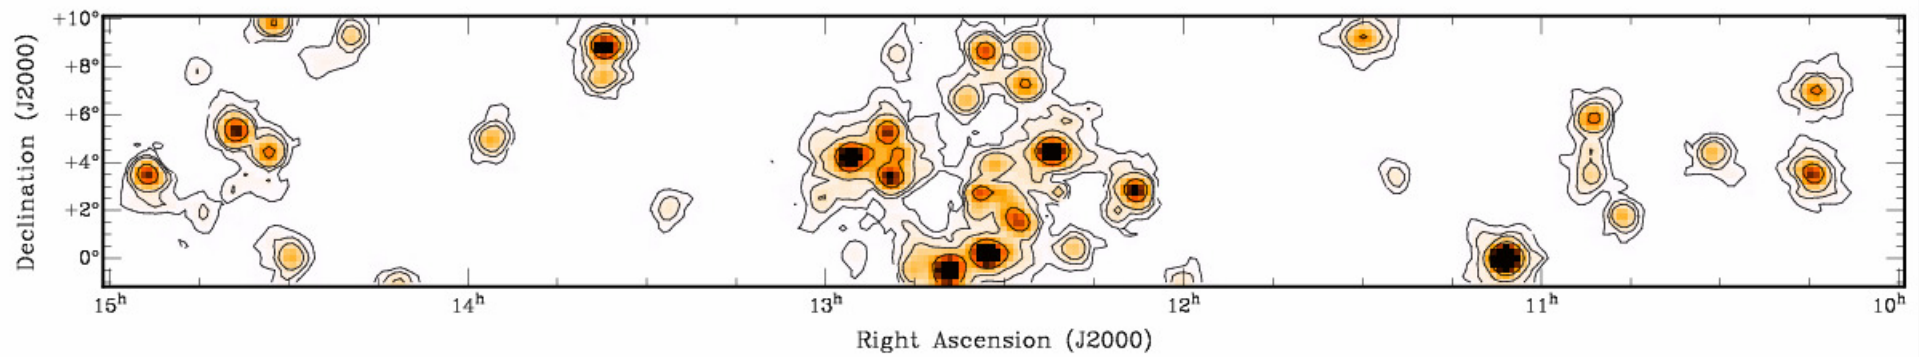 +10°
+8°
+6°
+4°
+2°
0°
Declination (J2000)
15h 14h 13h 12h 11h 10h
Right Ascension (J2000)